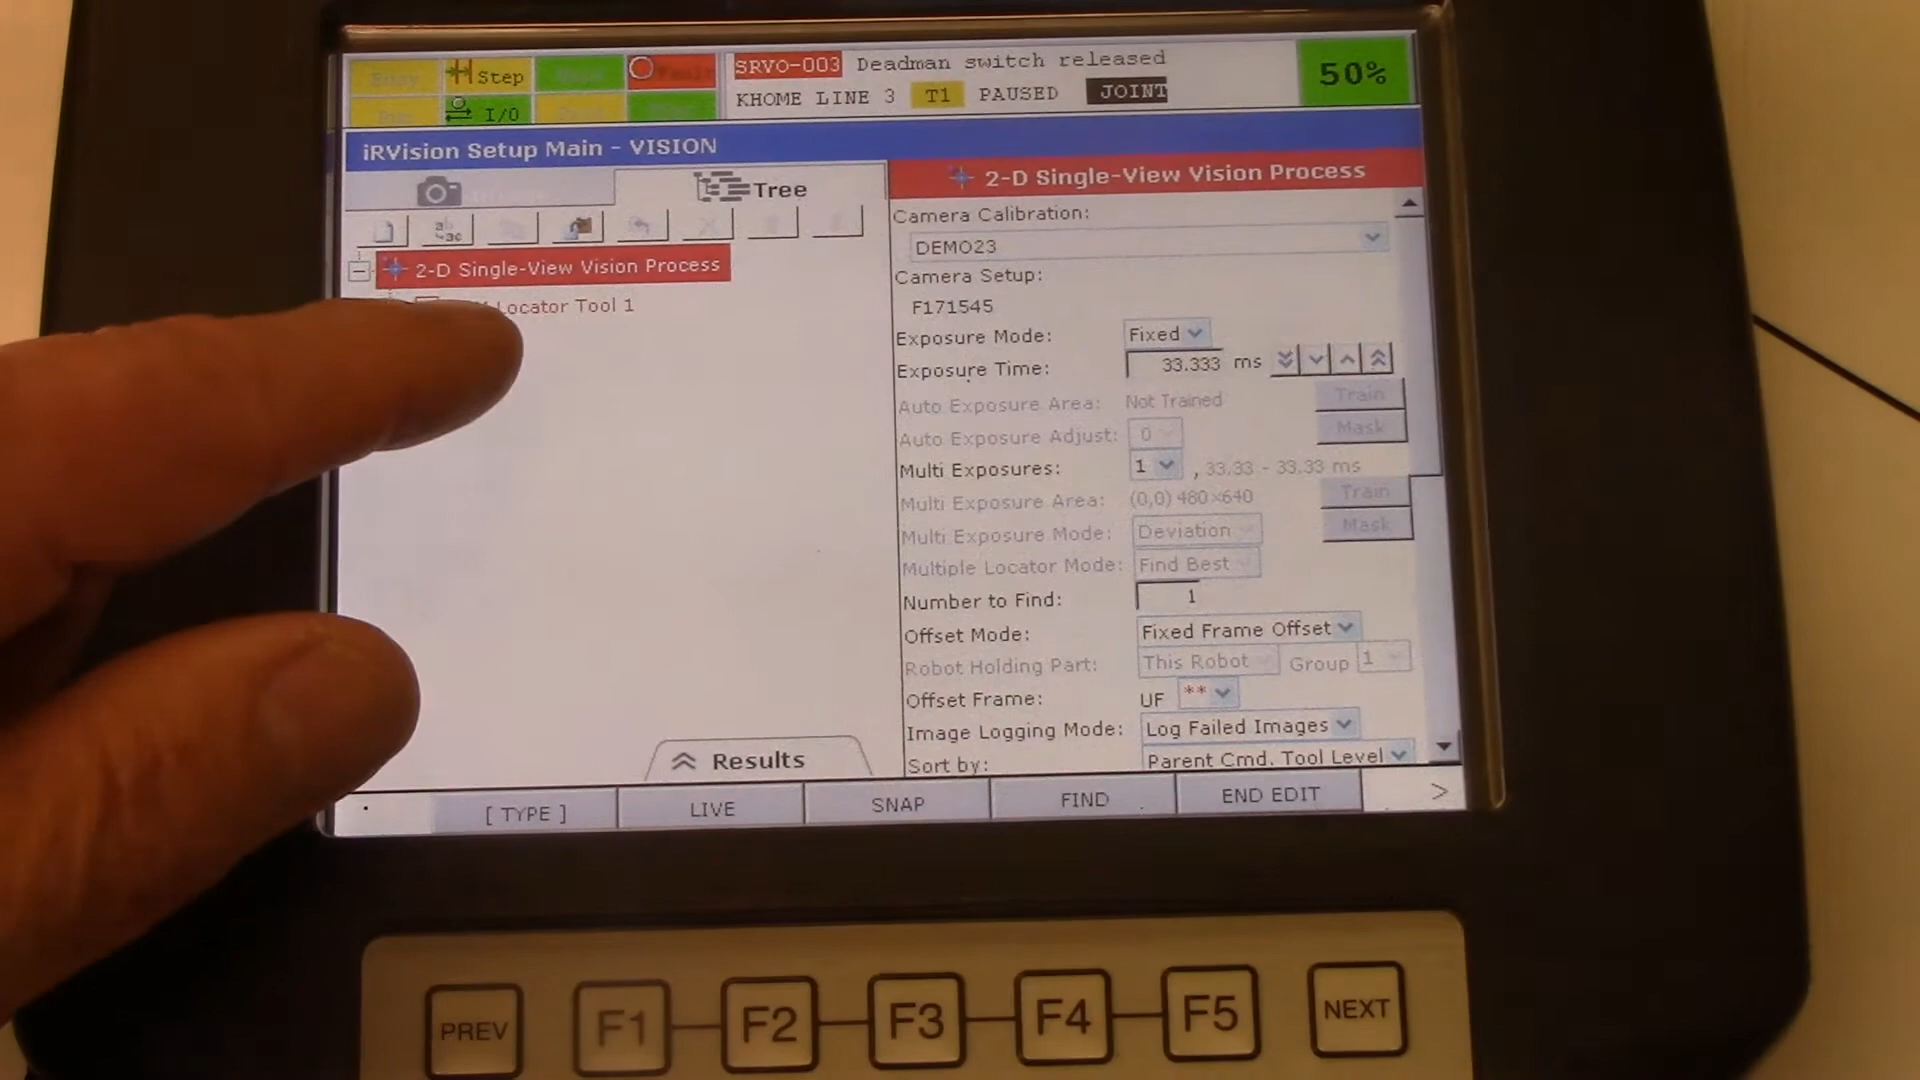 Busy Step Fault SRVO-003 Deadman switch released 50%
I/O KHOME LINE 3 T1 PAUSED JOINT
iRVision Setup Main - VISION
Tree
ab
ac
2-D Single-View Vision Process
Locator Tool 1
2-D Single-View Vision Process
Camera Calibration:
DEMO23
Camera Setup:
F171545
Exposure Mode: Fixed
Exposure Time: 33.333 ms
Auto Exposure Area: Not Trained Train
Auto Exposure Adjust: 0 Mask
Multi Exposures: 1 , 33.33 - 33.33 ms
Multi Exposure Area: (0,0) 480x640 Train
Multi Exposure Mode: Deviation Mask
Multiple Locator Mode: Find Best
Number to Find: 1
Offset Mode: Fixed Frame Offset
Robot Holding Part: This Robot Group 1
Offset Frame: UF **
Image Logging Mode: Log Failed Images
Sort by: Parent Cmd. Tool Level
Results
[ TYPE ] LIVE SNAP FIND END EDIT >
PREV F1 F2 F3 F4 F5 NEXT